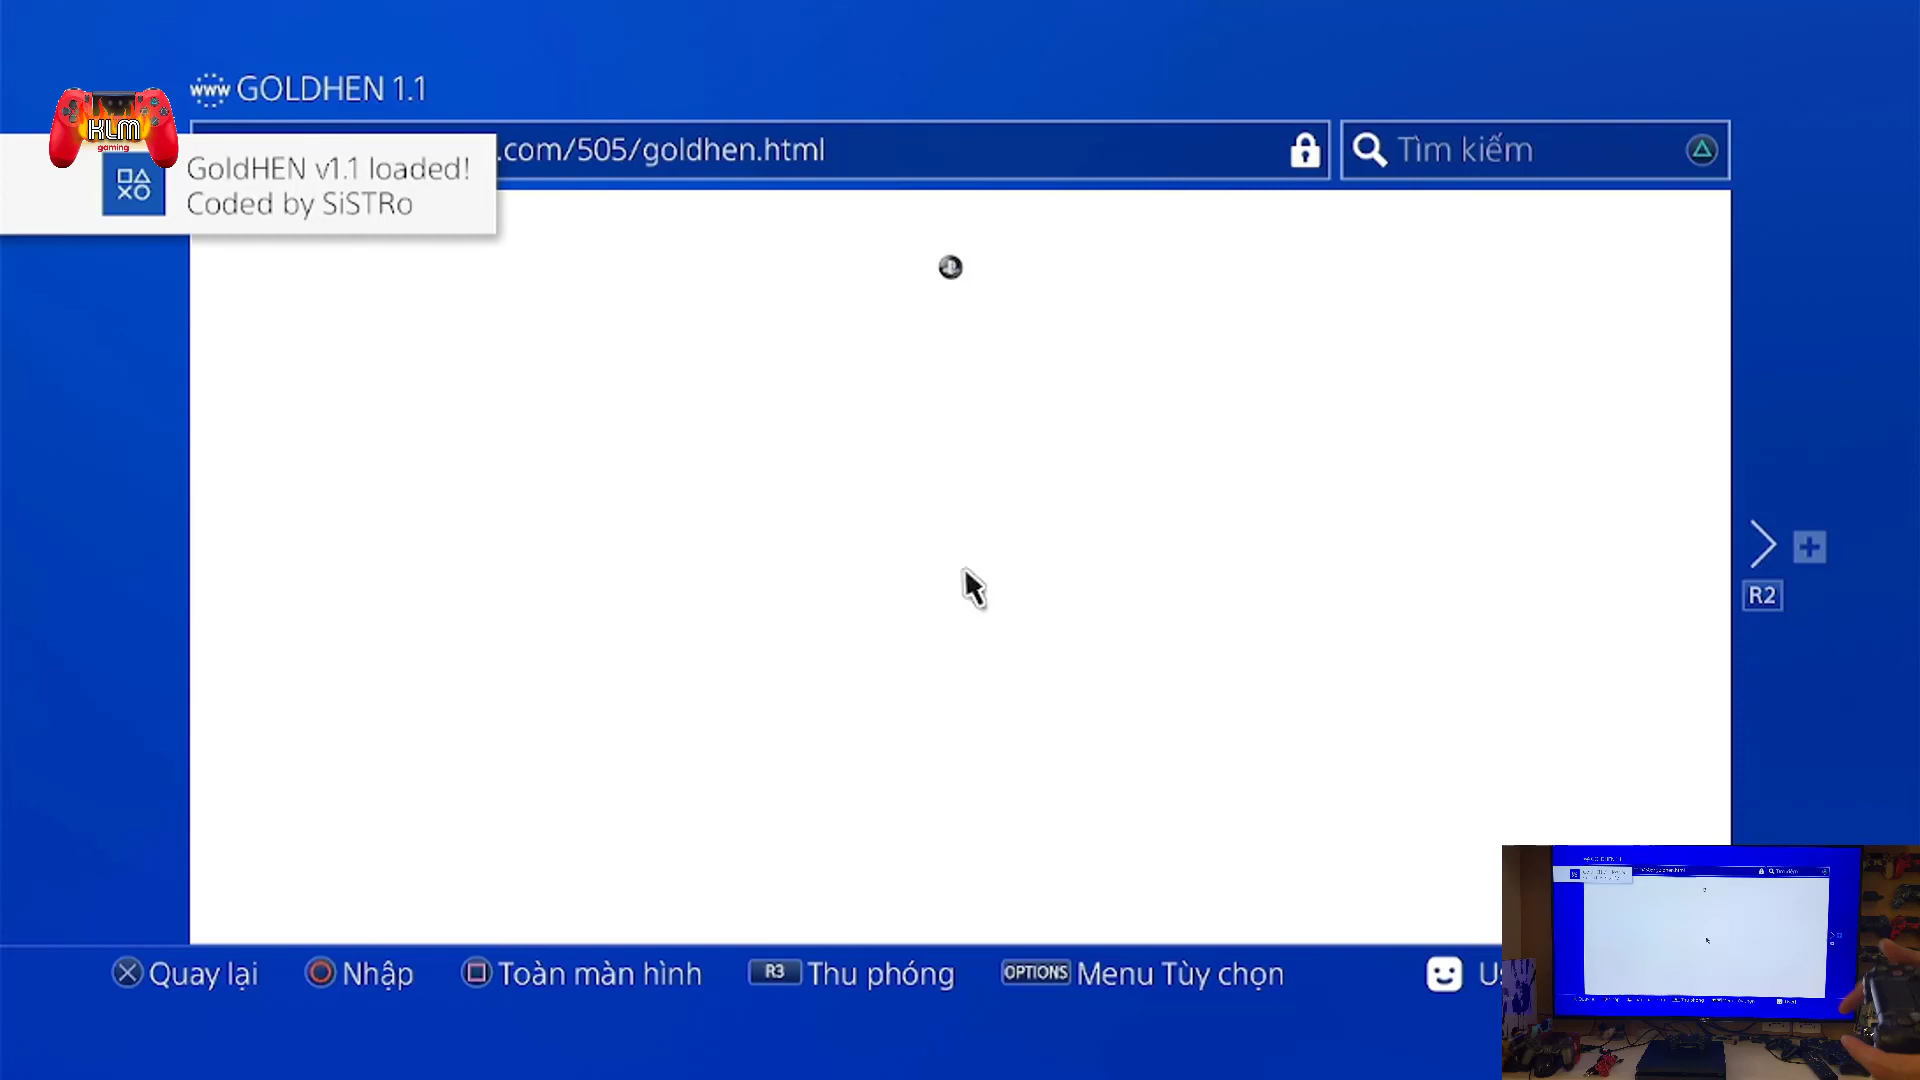 www GOLDHEN 1.1
KLM
gaming
.com/505/goldhen.html
Tìm kiếm
GoldHEN v1.1 loaded!
Coded by SiSTRo
R2
Quay lại
Nhập
Toàn màn hình
R3 Thu phóng
OPTIONS Menu Tùy chọn